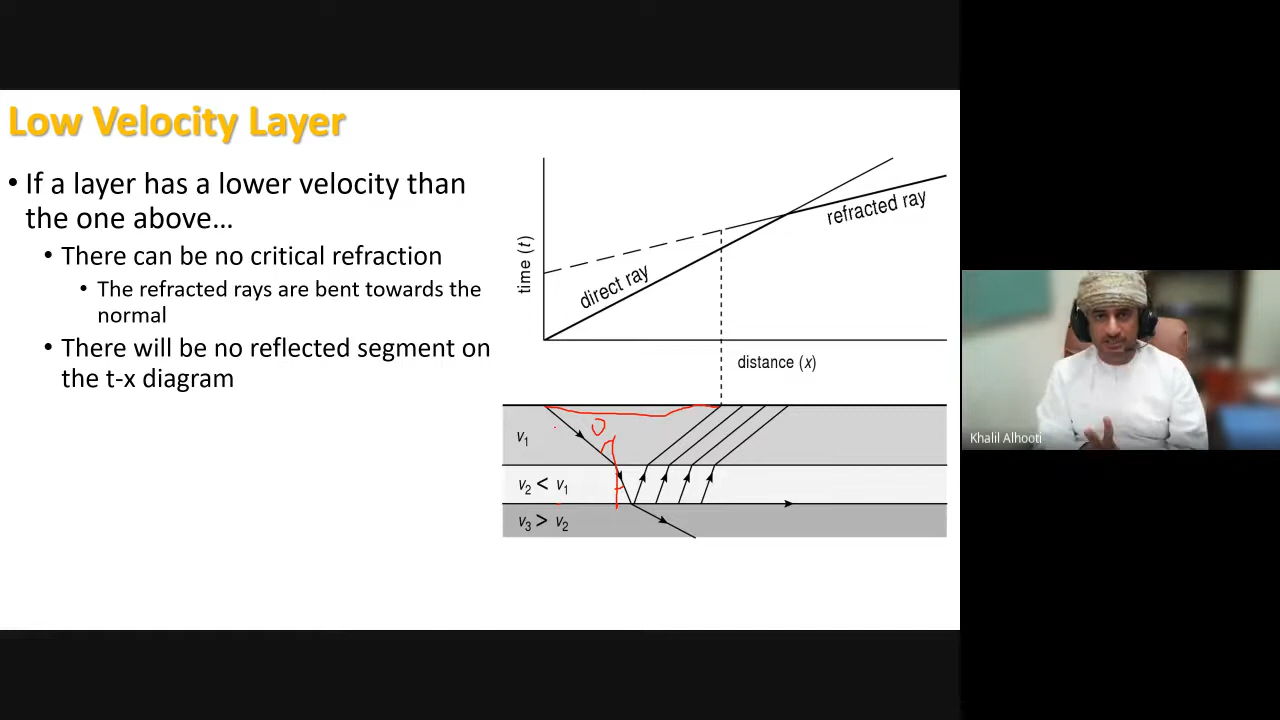 Low Velocity Layer
• If a layer has a lower velocity than
the one above…
• There can be no critical refraction
• The refracted rays are bent towards the
normal
• There will be no reflected segment on
the t-x diagram
time (t)
direct ray
refracted ray
distance (x)
v₁
v₂ < v₁
v₃ > v₂
Khalil Alhooti